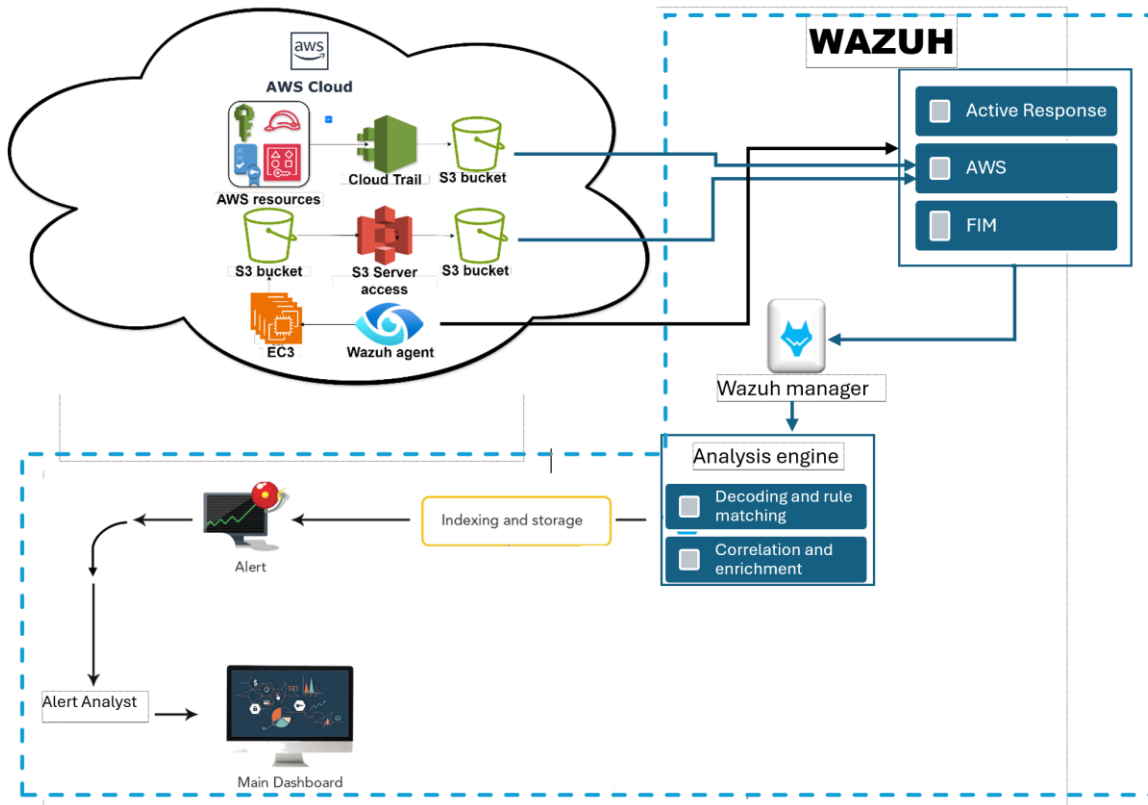 WAZUH
aws
AWS Cloud
Active Response
AWS
FIM
Cloud Trail
S3 bucket
AWS resources
S3 bucket
S3 Server
access
S3 bucket
EC3
Wazuh agent
Wazuh manager
Analysis engine
Decoding and rule
matching
Correlation and
enrichment
Indexing and storage
Alert
Alert Analyst
Main Dashboard